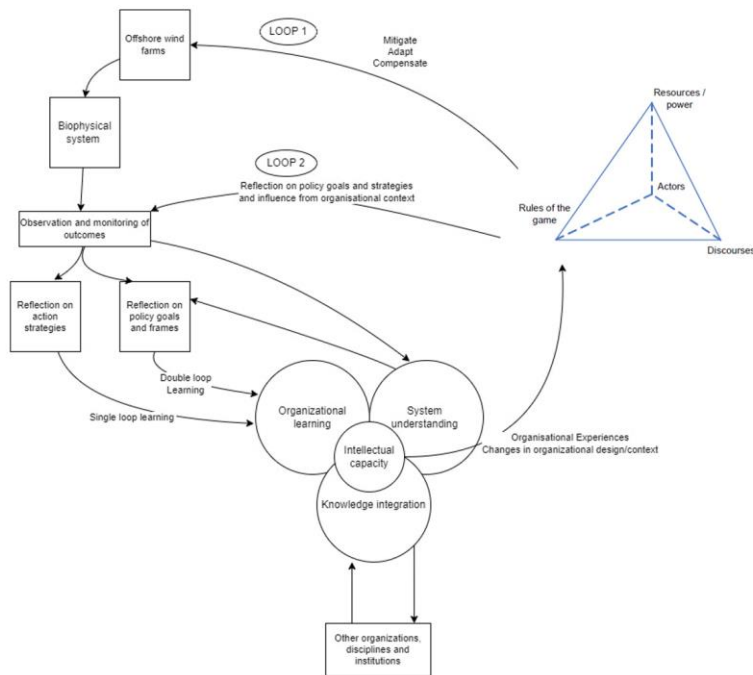 LOOP 1
Offshore wind
farms
Mitigate
Adapt
Compensate
Resources /
power
Biophysical
system
LOOP 2
Reflection on policy goals and strategies
and influence from organisational context
Actors
Rules of the
game
Observation and monitoring of
outcomes
Discourses
Reflection on
action
strategies
Reflection on
policy goals
and frames
Double loop
Learning
Single loop learning
Organizational
learning
System
understanding
Organisational Experiences
Changes in organizational design/context
Intellectual
capacity
Knowledge integration
Other organizations,
disciplines and
institutions